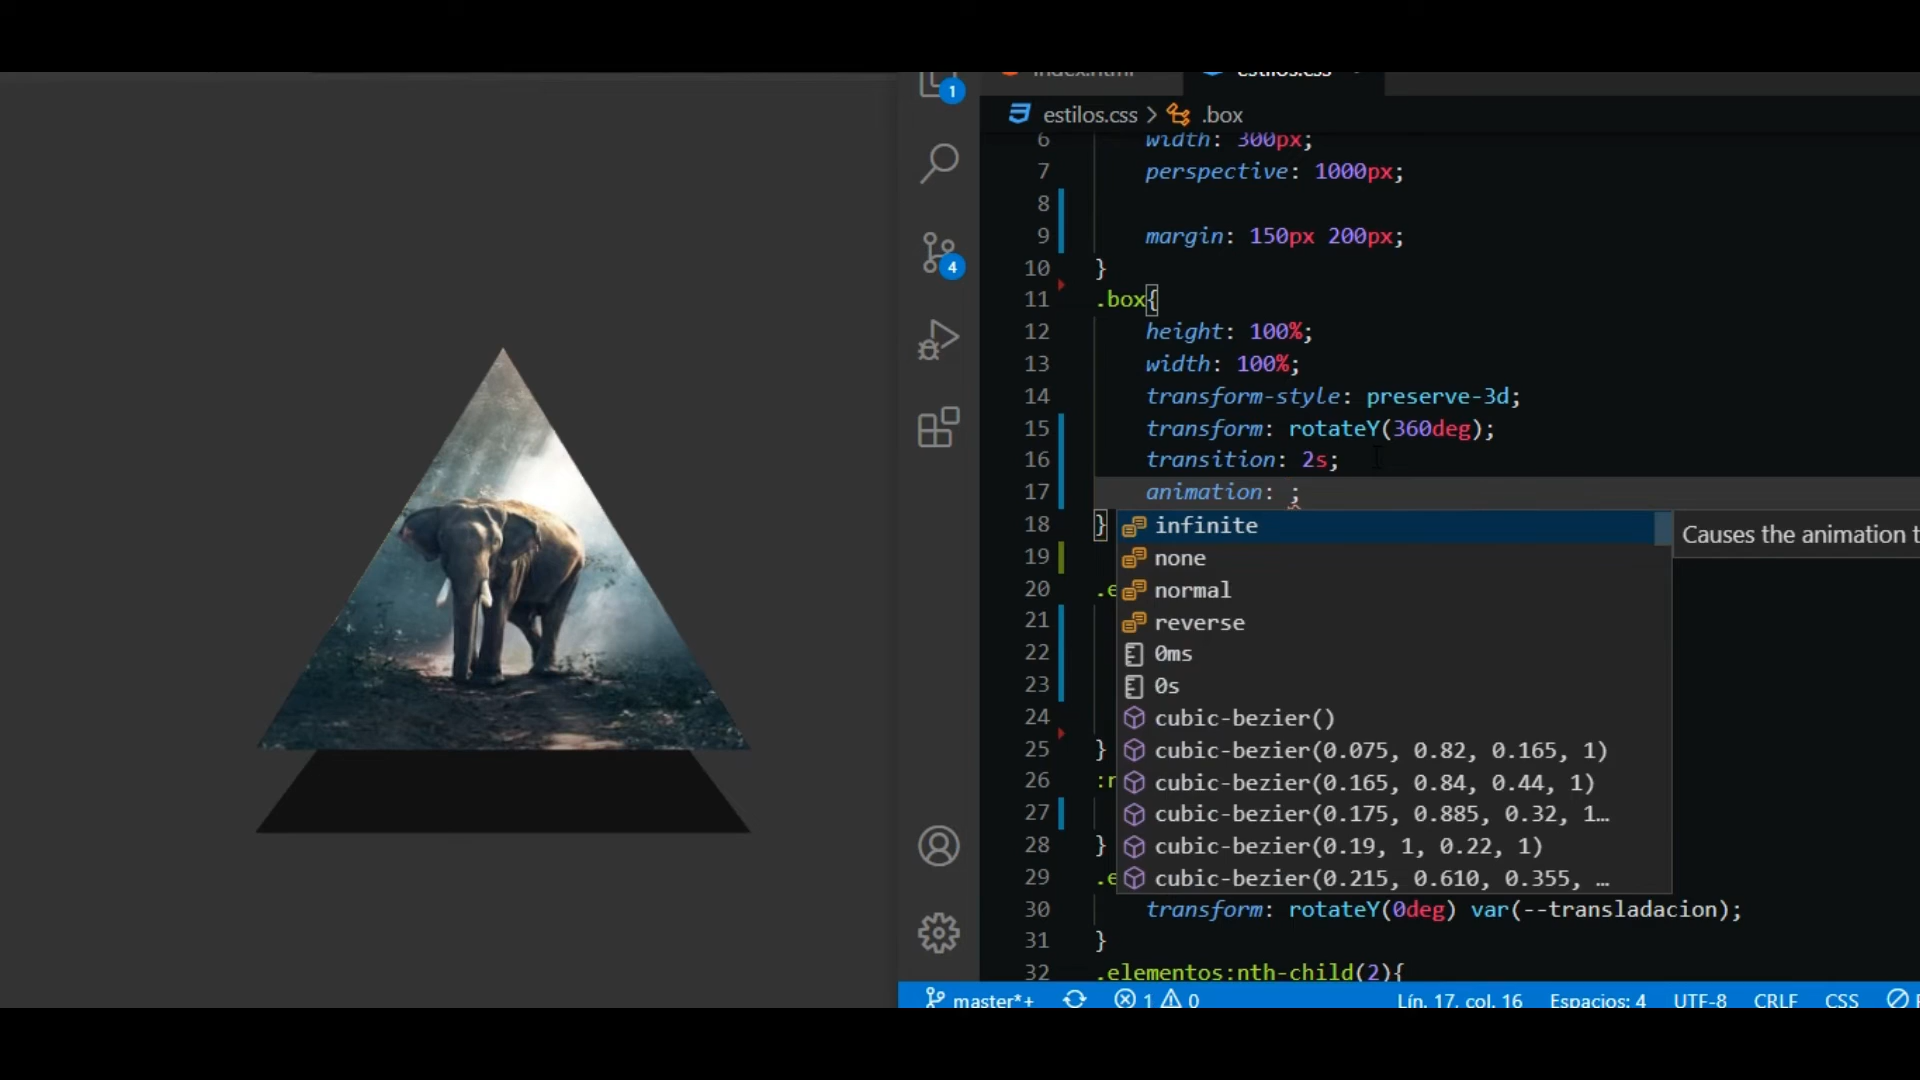 index.html
estilos.css
1
estilos.css > .box
6 width: 300px;
7 perspective: 1000px;
8
9 margin: 150px 200px;
10 }
11 .box{
12 height: 100%;
13 width: 100%;
14 transform-style: preserve-3d;
15 transform: rotateY(360deg);
16 transition: 2s;
17 animation: ;
18 }
infinite
Causes the animation t
19
none
20 .e
normal
21
reverse
22
0ms
23
0s
24
cubic-bezier()
25 }
cubic-bezier(0.075, 0.82, 0.165, 1)
26 :r
cubic-bezier(0.165, 0.84, 0.44, 1)
27
cubic-bezier(0.175, 0.885, 0.32, 1…
28 }
cubic-bezier(0.19, 1, 0.22, 1)
29 .e
cubic-bezier(0.215, 0.610, 0.355, …
30 transform: rotateY(0deg) var(--transladacion);
31 }
32 .elementos:nth-child(2){
4
master*+ 1 0 Lín. 17, col. 16 Espacios: 4 UTF-8 CRLF CSS